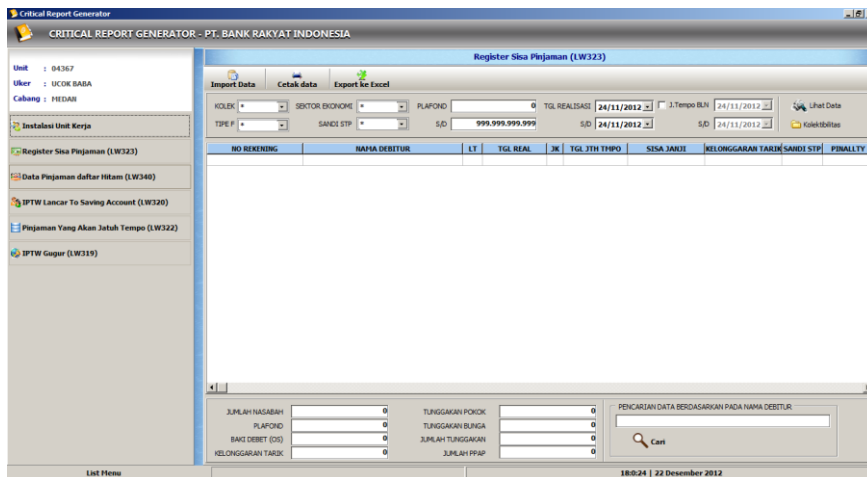 Critical Report Generator
CRITICAL REPORT GENERATOR - PT. BANK RAKYAT INDONESIA
Unit : 04367
Uker : UCOK BABA
Cabang : MEDAN
Instalasi Unit Kerja
Register Sisa Pinjaman (LW323)
Data Pinjaman daftar Hitam (LW340)
IPTW Lancar To Saving Account (LW320)
Pinjaman Yang Akan Jatuh Tempo (LW322)
IPTW Gugur (LW319)
Register Sisa Pinjaman (LW323)
Import Data Cetak data Export ke Excel
KOLEK * SEKTOR EKONOMI * PLAFOND 0 TGL REALISASI 24/11/2012 J.Tempo BLN 24/11/2012 Lihat Data
TIPE F * SANDI STP * S/D 999.999.999.999 S/D 24/11/2012 S/D 24/11/2012 Kolektibilitas
NO REKENING NAMA DEBITUR LT TGL REAL JK TGL JTH TMPO SISA JANJI KELONGGARAN TARIK SANDI STP PINALLTY
JUMLAH NASABAH 0 TUNGGAKAN POKOK 0 PENCARIAN DATA BERDASARKAN PADA NAMA DEBITUR
PLAFOND 0 TUNGGAKAN BUNGA 0
BAKI DEBET (OS) 0 JUMLAH TUNGGAKAN 0 Cari
KELONGGARAN TARIK 0 JUMLAH PPAP 0
List Menu 18:0:24 | 22 Desember 2012